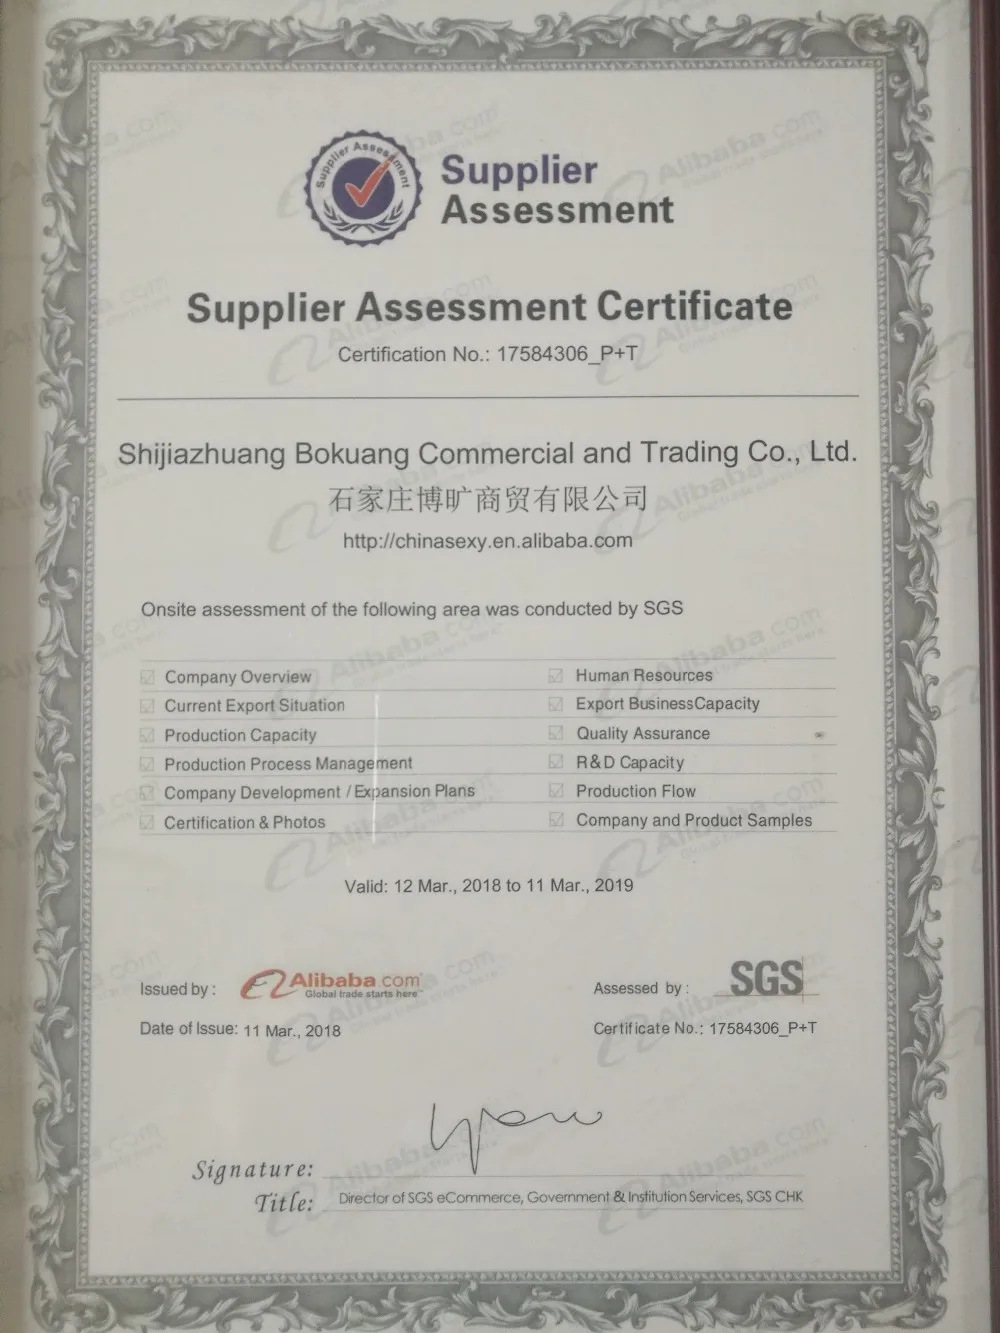 Supplier Assessment
Supplier
Assessment
Supplier Assessment Certificate
Certification No.: 17584306_P+T
Shijiazhuang Bokuang Commercial and Trading Co., Ltd.
石家庄博旷商贸有限公司
http://chinasexy.en.alibaba.com
Onsite assessment of the following area was conducted by SGS
Company Overview
Human Resources
Current Export Situation
Export BusinessCapacity
Production Capacity
Quality Assurance
Production Process Management
R&D Capacity
Company Development / Expansion Plans
Production Flow
Certification & Photos
Company and Product Samples
Valid: 12 Mar., 2018 to 11 Mar., 2019
Issued by : Alibaba.com
Global trade starts here™
Assessed by : SGS
Date of Issue: 11 Mar., 2018
Certificate No.: 17584306_P+T
Signature:
Title: Director of SGS eCommerce, Government & Institution Services, SGS CHK